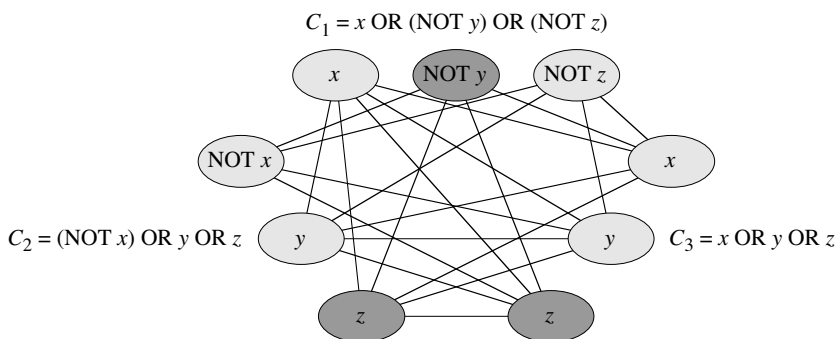 C₁ = x OR (NOT y) OR (NOT z)
x
NOT y
NOT z
NOT x
x
C₂ = (NOT x) OR y OR z
y
y
C₃ = x OR y OR z
z
z